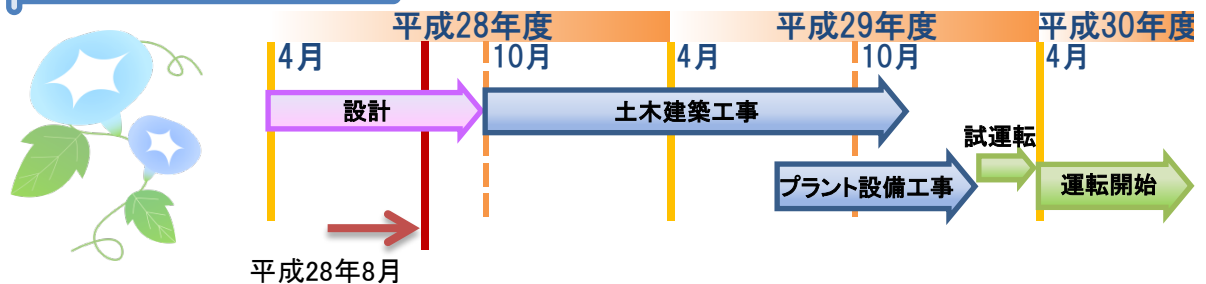 平成28年度 平成29年度 平成30年度
4月 10月 4月 10月 4月
設計 土木建築工事
試運転
プラント設備工事 運転開始
平成28年8月